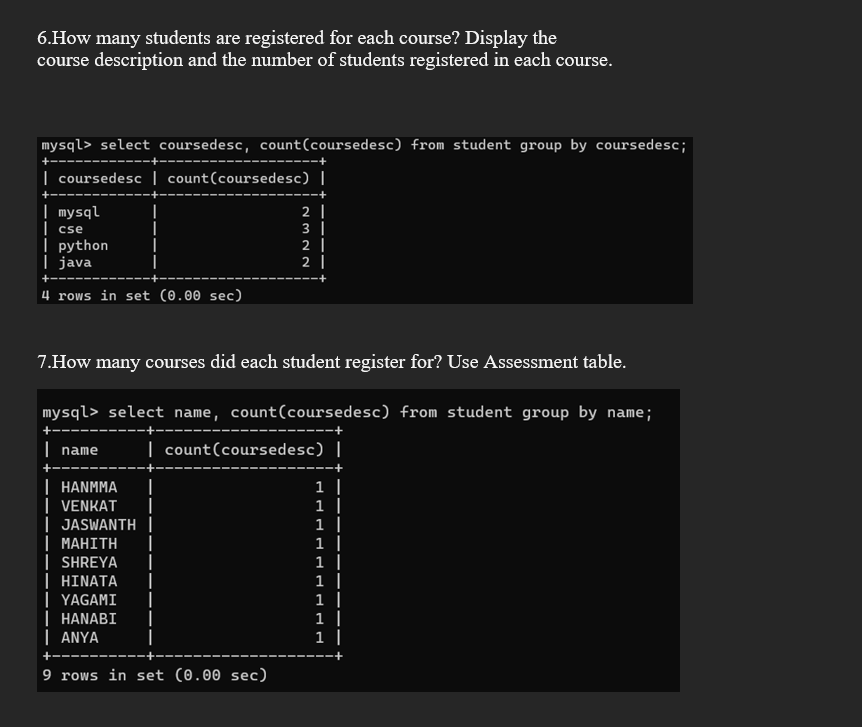 6.How many students are registered for each course? Display the
course description and the number of students registered in each course.
mysql> select coursedesc, count(coursedesc) from student group by coursedesc;
+------------+-------------------+
| coursedesc | count(coursedesc) |
+------------+-------------------+
| mysql      |                 2 |
| cse        |                 3 |
| python     |                 2 |
| java       |                 2 |
+------------+-------------------+
4 rows in set (0.00 sec)
7.How many courses did each student register for? Use Assessment table.
mysql> select name, count(coursedesc) from student group by name;
+----------+-------------------+
| name     | count(coursedesc) |
+----------+-------------------+
| HANMMA   |                 1 |
| VENKAT   |                 1 |
| JASWANTH |                 1 |
| MAHITH   |                 1 |
| SHREYA   |                 1 |
| HINATA   |                 1 |
| YAGAMI   |                 1 |
| HANABI   |                 1 |
| ANYA     |                 1 |
+----------+-------------------+
9 rows in set (0.00 sec)